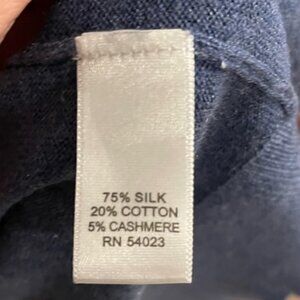 75% SILK
20% COTTON
5% CASHMERE
RN 54023